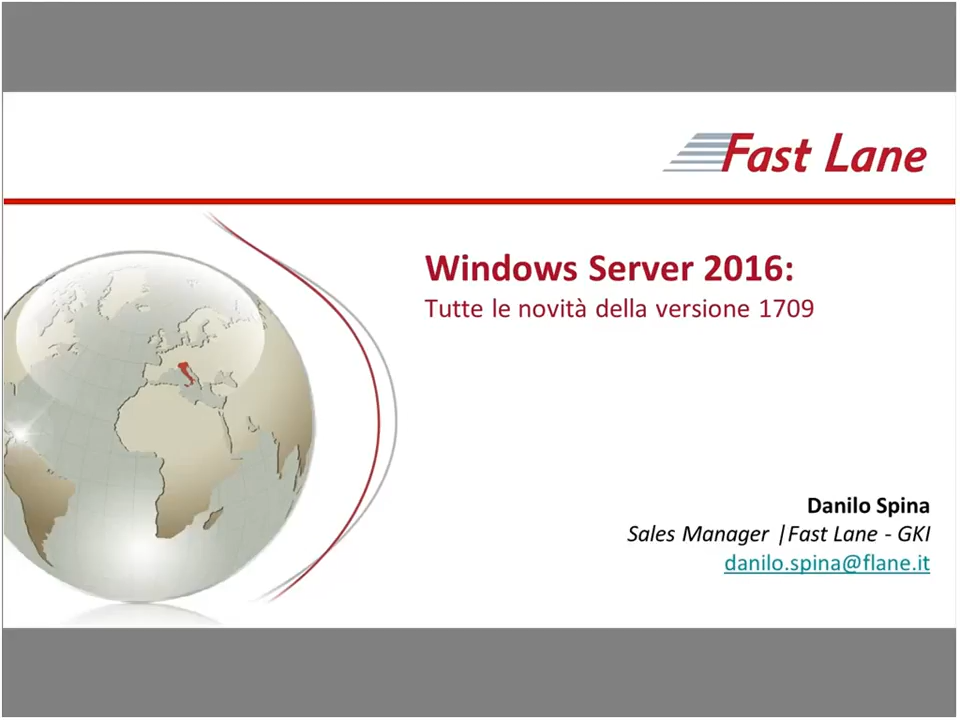 Fast Lane
Windows Server 2016:
Tutte le novità della versione 1709
Danilo Spina
Sales Manager |Fast Lane - GKI
danilo.spina@flane.it